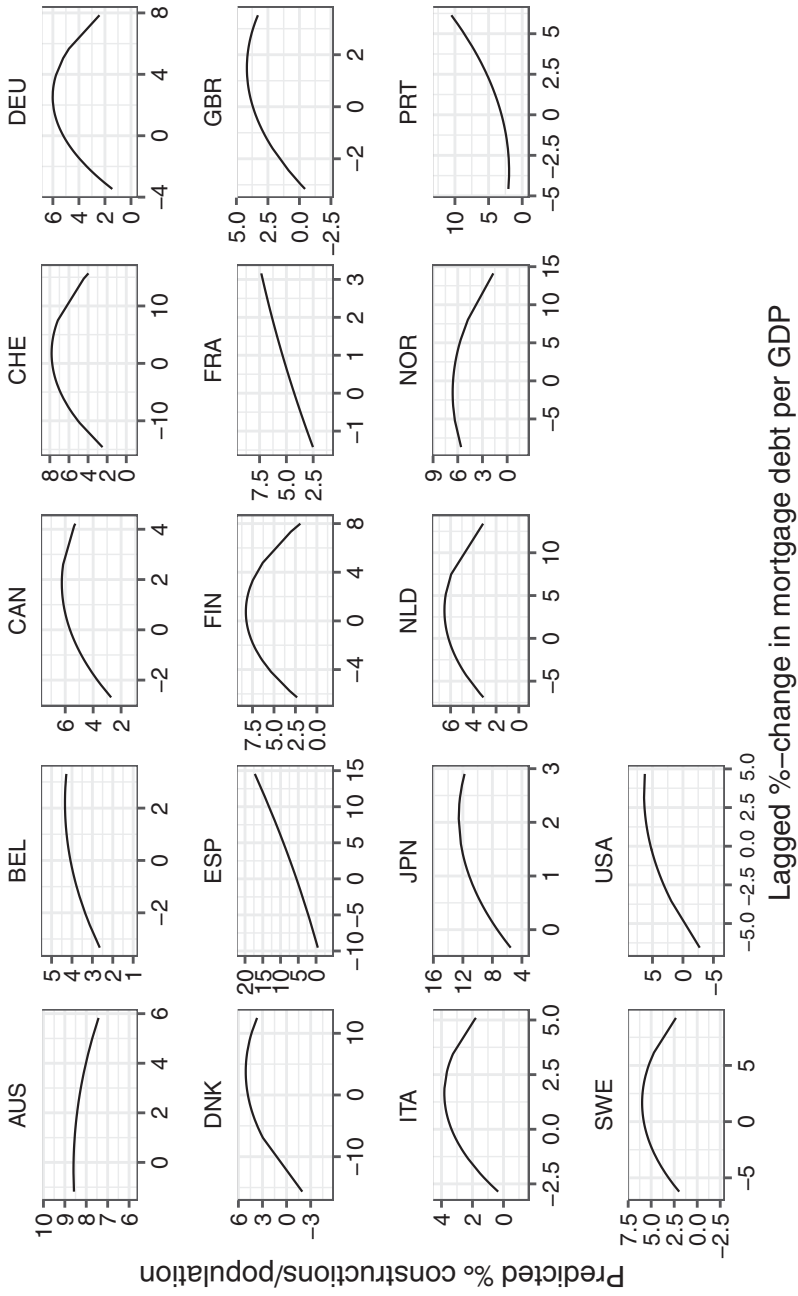 Predicted ‰ constructions/population
AUS
10
9
8
7
6
0 2 4 6
BEL
5
4
3
2
1
−2 0 2
CAN
6
4
2
−2 0 2 4
CHE
8
6
4
2
0
−10 0 10
DEU
6
4
2
0
−4 0 4 8
DNK
6
3
0
−3
−10 0 10
ESP
20
15
10
5
0
−10 −5 0 5 10 15
FIN
7.5
5.0
2.5
0.0
−4 0 4 8
FRA
7.5
5.0
2.5
−1 0 1 2 3
GBR
5.0
2.5
0.0
−2.5
−2 0 2
ITA
4
2
0
−2.5 0.0 2.5 5.0
JPN
16
12
8
4
0 1 2 3
NLD
6
4
2
0
−5 0 5 10
NOR
9
6
3
0
−5 0 5 10 15
PRT
10
5
0
−5 −2.5 0 2.5 5
SWE
7.5
5.0
2.5
0.0
−2.5
−5 0 5
USA
5
0
−5
−5.0 −2.5 0.0 2.5 5.0
Lagged %−change in mortgage debt per GDP